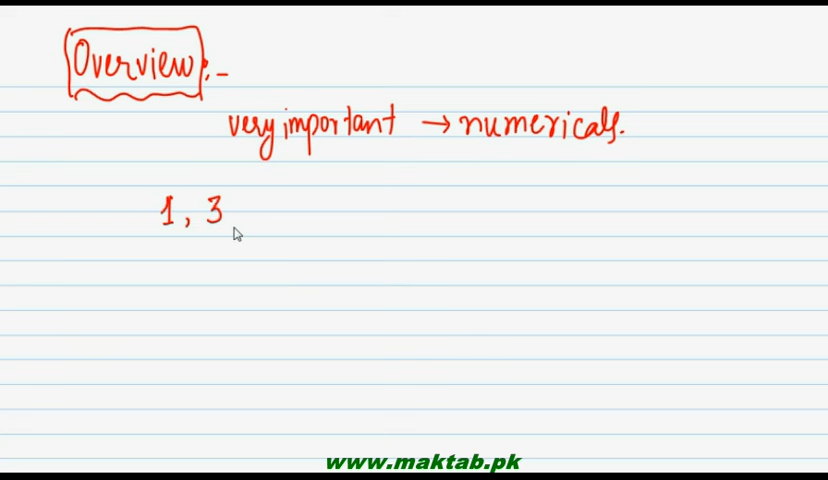 Overview:-
very important → numericals.
1, 3
www.maktab.pk